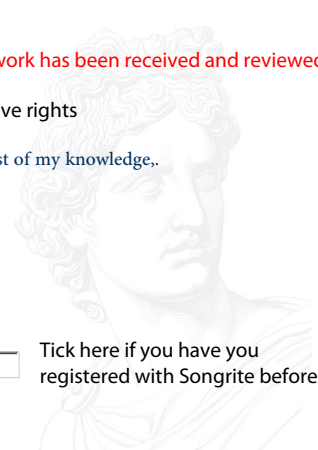 work has been received and reviewed
ve rights
st of my knowledge,.
Tick here if you have you
registered with Songrite before